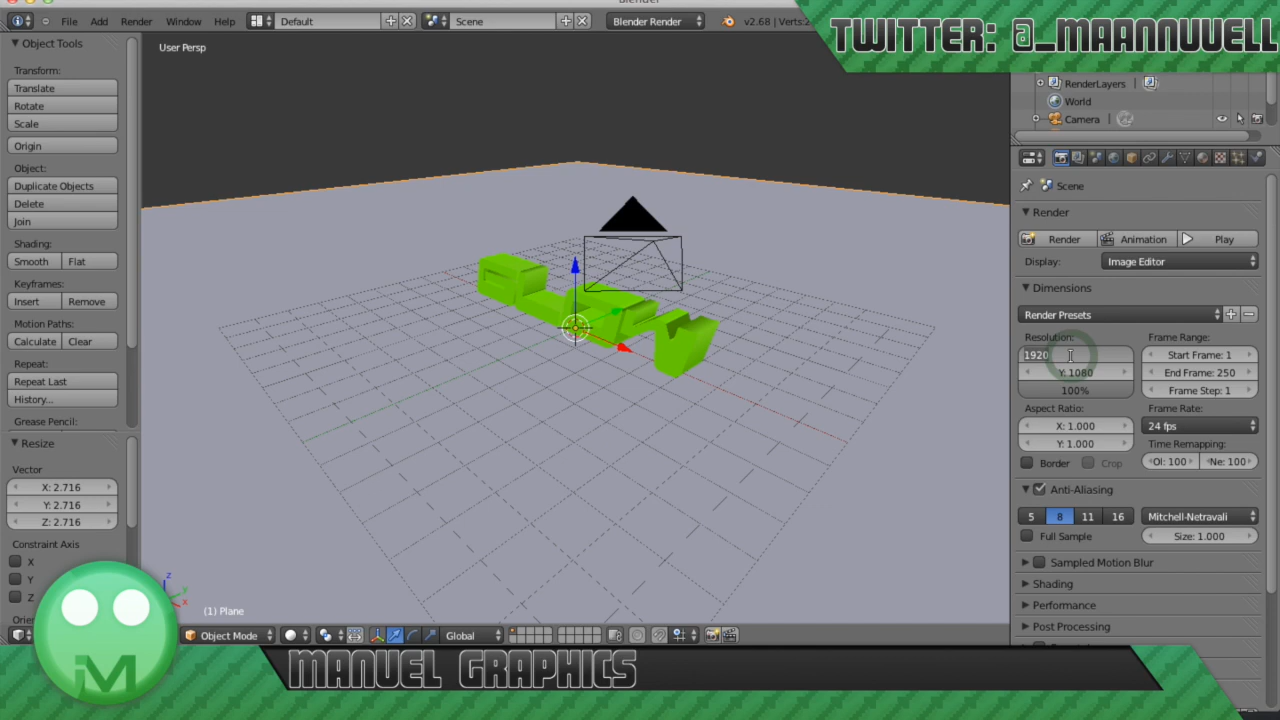 Blender
File Add Render Window Help Default Scene Blender Render v2.68 | Verts:2
TWITTER: @_MAANNUUELL
Object Tools
User Persp
Transform:
Translate
Rotate
Scale
Origin
Object:
Duplicate Objects
Delete
Join
Shading:
Smooth Flat
Keyframes:
Insert Remove
Motion Paths:
Calculate Clear
Repeat:
Repeat Last
History...
Grease Pencil:
Resize
Vector
X: 2.716
Y: 2.716
Z: 2.716
Constraint Axis
X
Y
Z
z
y
x
(1) Plane
Object Mode Global
RenderLayers
World
Camera
Scene
Render
Render Animation Play
Display: Image Editor
Dimensions
Render Presets
Resolution: Frame Range:
1920 Start Frame: 1
Y: 1080 End Frame: 250
100% Frame Step: 1
Aspect Ratio: Frame Rate:
X: 1.000 24 fps
Y: 1.000 Time Remapping:
Border Crop Ol: 100 Ne: 100
Anti-Aliasing
5 8 11 16 Mitchell-Netravali
Full Sample Size: 1.000
Sampled Motion Blur
Shading
Performance
Post Processing
iM
MANUEL GRAPHICS